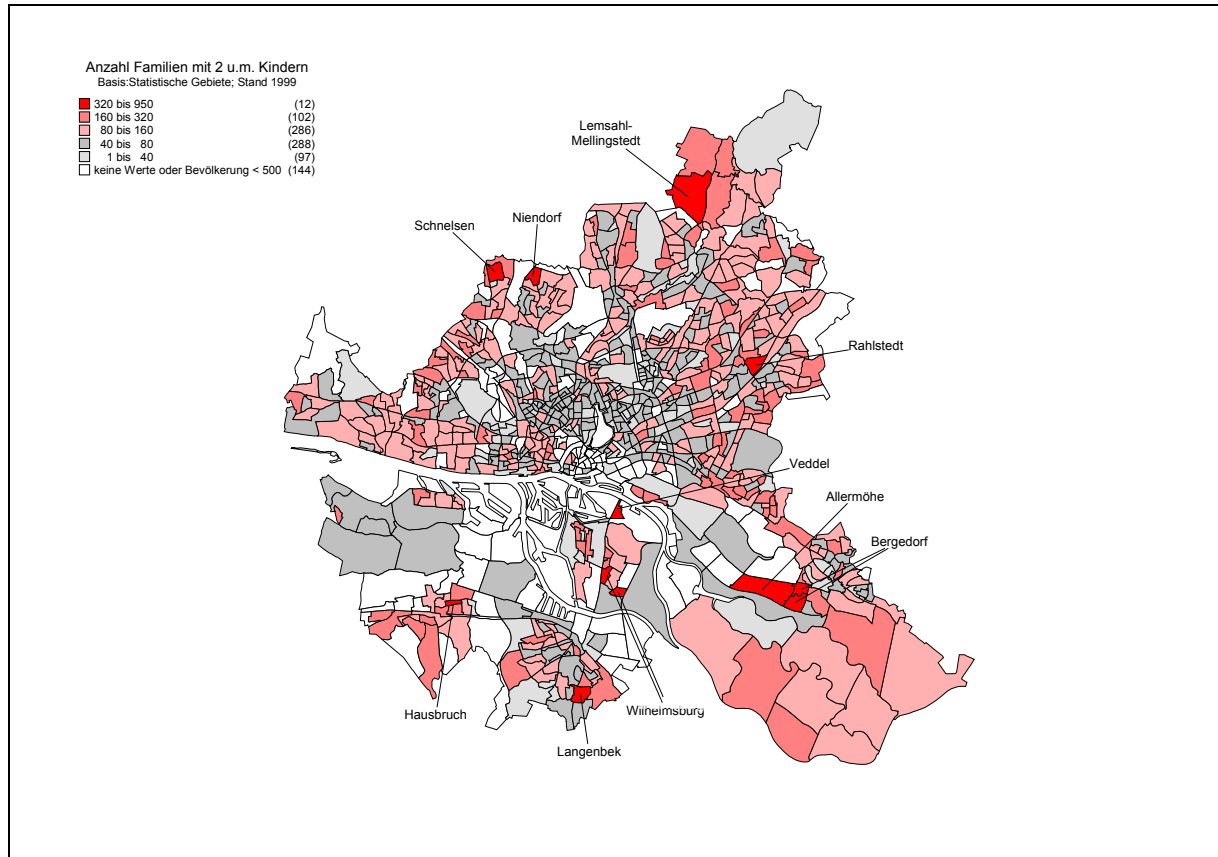 Anzahl Familien mit 2 u.m. Kindern
Basis:Statistische Gebiete; Stand 1999
320 bis 950 (12)
160 bis 320 (102)
80 bis 160 (286)
40 bis 80 (288)
1 bis 40 (97)
keine Werte oder Bevölkerung < 500 (144)
Lemsahl-
Mellingstedt
Niendorf
Schnelsen
Rahlstedt
Veddel
Allermöhe
Bergedorf
Wilhelmsburg
Hausbruch
Langenbek